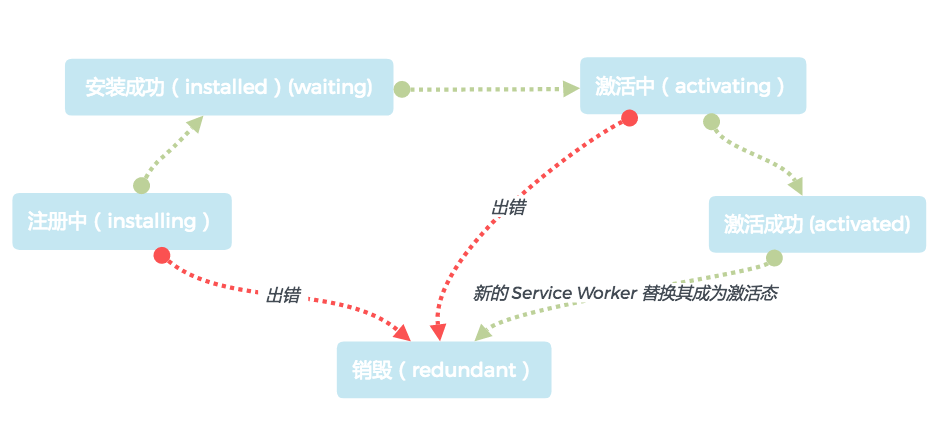 安装成功（installed）(waiting)
激活中（activating）
注册中（installing）
出错
激活成功 (activated)
出错
新的 Service Worker 替换其成为激活态
销毁（redundant）